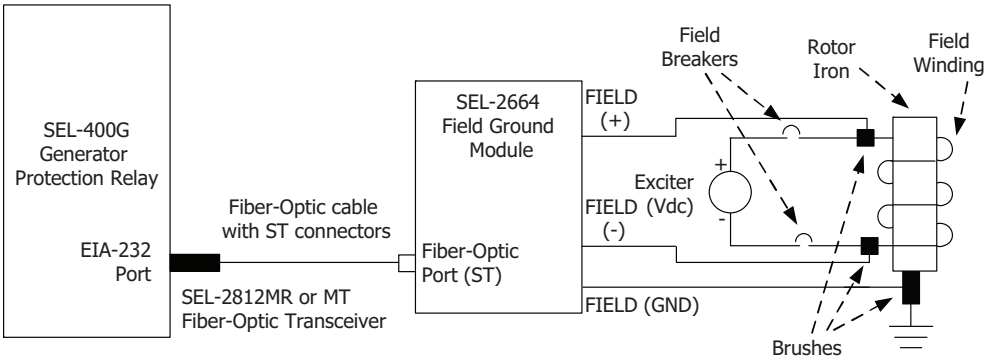 SEL-400G
Generator
Protection Relay
EIA-232
Port
Fiber-Optic cable
with ST connectors
SEL-2812MR or MT
Fiber-Optic Transceiver
SEL-2664
Field Ground
Module
Fiber-Optic
Port (ST)
FIELD
(+)
FIELD
(-)
FIELD (GND)
Exciter
(Vdc)
+
-
Field
Breakers
Rotor
Iron
Field
Winding
Brushes